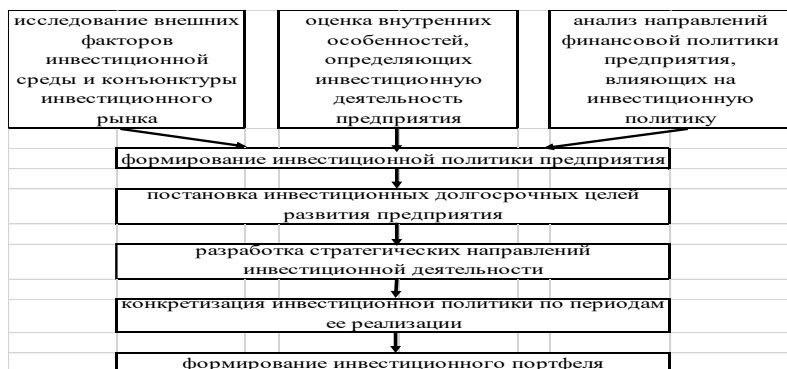 исследование внешних
факторов
инвестиционной
среды и конъюнктуры
инвестиционного
рынка
оценка внутренних
особенностей,
определяющих
инвестиционную
деятельность
предприятия
анализ направлений
финансовой политики
предприятия,
влияющих на
инвестиционную
политику
формирование инвестиционной политики предприятия
постановка инвестиционных долгосрочных целей
развития предприятия
разработка стратегических направлений
инвестиционной деятельности
конкретизация инвестиционной политики по периодам
ее реализации
формирование инвестиционного портфеля